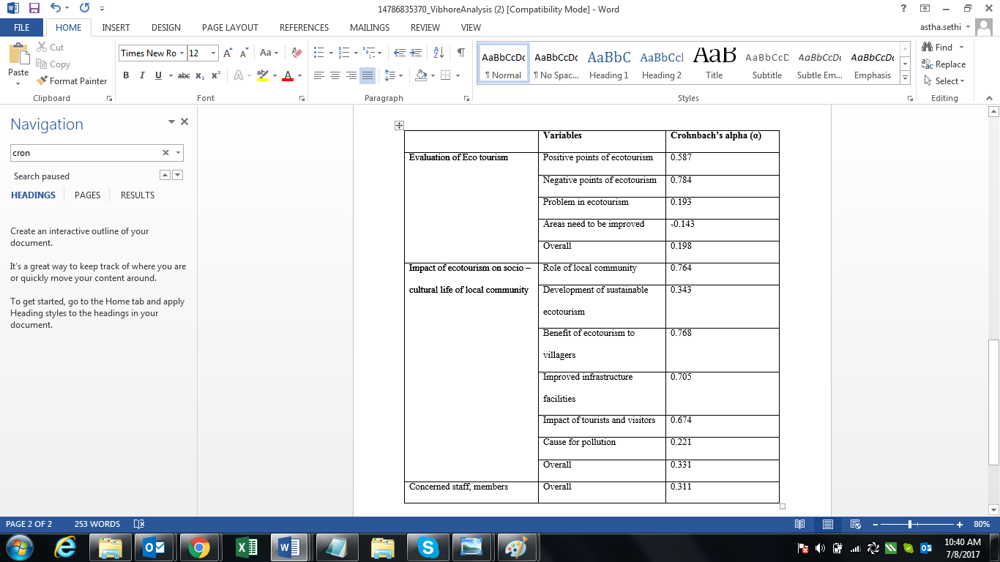 14786835370_VibhoreAnalysis (2) [Compatibility Mode] - Word
FILE HOME INSERT DESIGN PAGE LAYOUT REFERENCES MAILINGS REVIEW VIEW astha.sethi
Paste
Cut
Copy
Format Painter
Clipboard
Times New Ro 12
Font
Paragraph
AaBbCcDc AaBbCcDc AaBbC AaBbCcI AaB AaBbCcD AaBbCcDc AaBbCcDc
¶ Normal ¶ No Spac... Heading 1 Heading 2 Title Subtitle Subtle Em... Emphasis
Styles
Find
Replace
Select
Editing
Navigation
cron
Search paused
HEADINGS PAGES RESULTS
Create an interactive outline of your
document.
It's a great way to keep track of where you are
or quickly move your content around.
To get started, go to the Home tab and apply
Heading styles to the headings in your
document.
Variables Crohnbach's alpha (α)
Evaluation of Eco tourism Positive points of ecotourism 0.587
Negative points of ecotourism 0.784
Problem in ecotourism 0.193
Areas need to be improved -0.143
Overall 0.198
Impact of ecotourism on socio – Role of local community 0.764
cultural life of local community Development of sustainable 0.343
ecotourism
Benefit of ecotourism to 0.768
villagers
Improved infrastructure 0.705
facilities
Impact of tourists and visitors 0.674
Cause for pollution 0.221
Overall 0.331
Concerned staff, members Overall 0.311
PAGE 2 OF 2 253 WORDS 80%
10:40 AM
7/8/2017